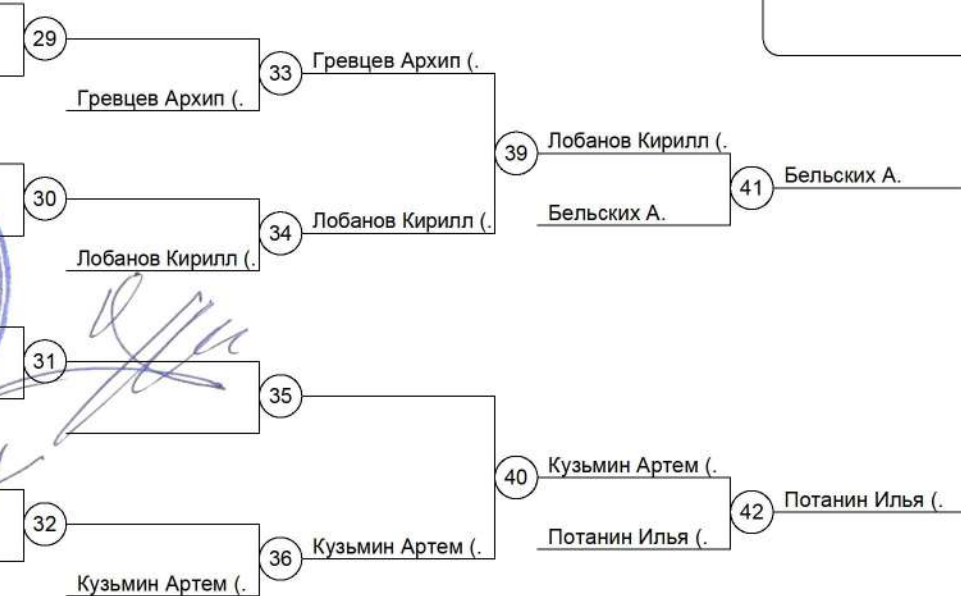 29
33
Гревцев Архип (.
Гревцев Архип (.
39
Лобанов Кирилл (.
41
Бельских А.
30
34
Лобанов Кирилл (.
Бельских А.
Лобанов Кирилл (.
31
35
40
Кузьмин Артем (.
42
Потанин Илья (.
32
36
Кузьмин Артем (.
Потанин Илья (.
Кузьмин Артем (.